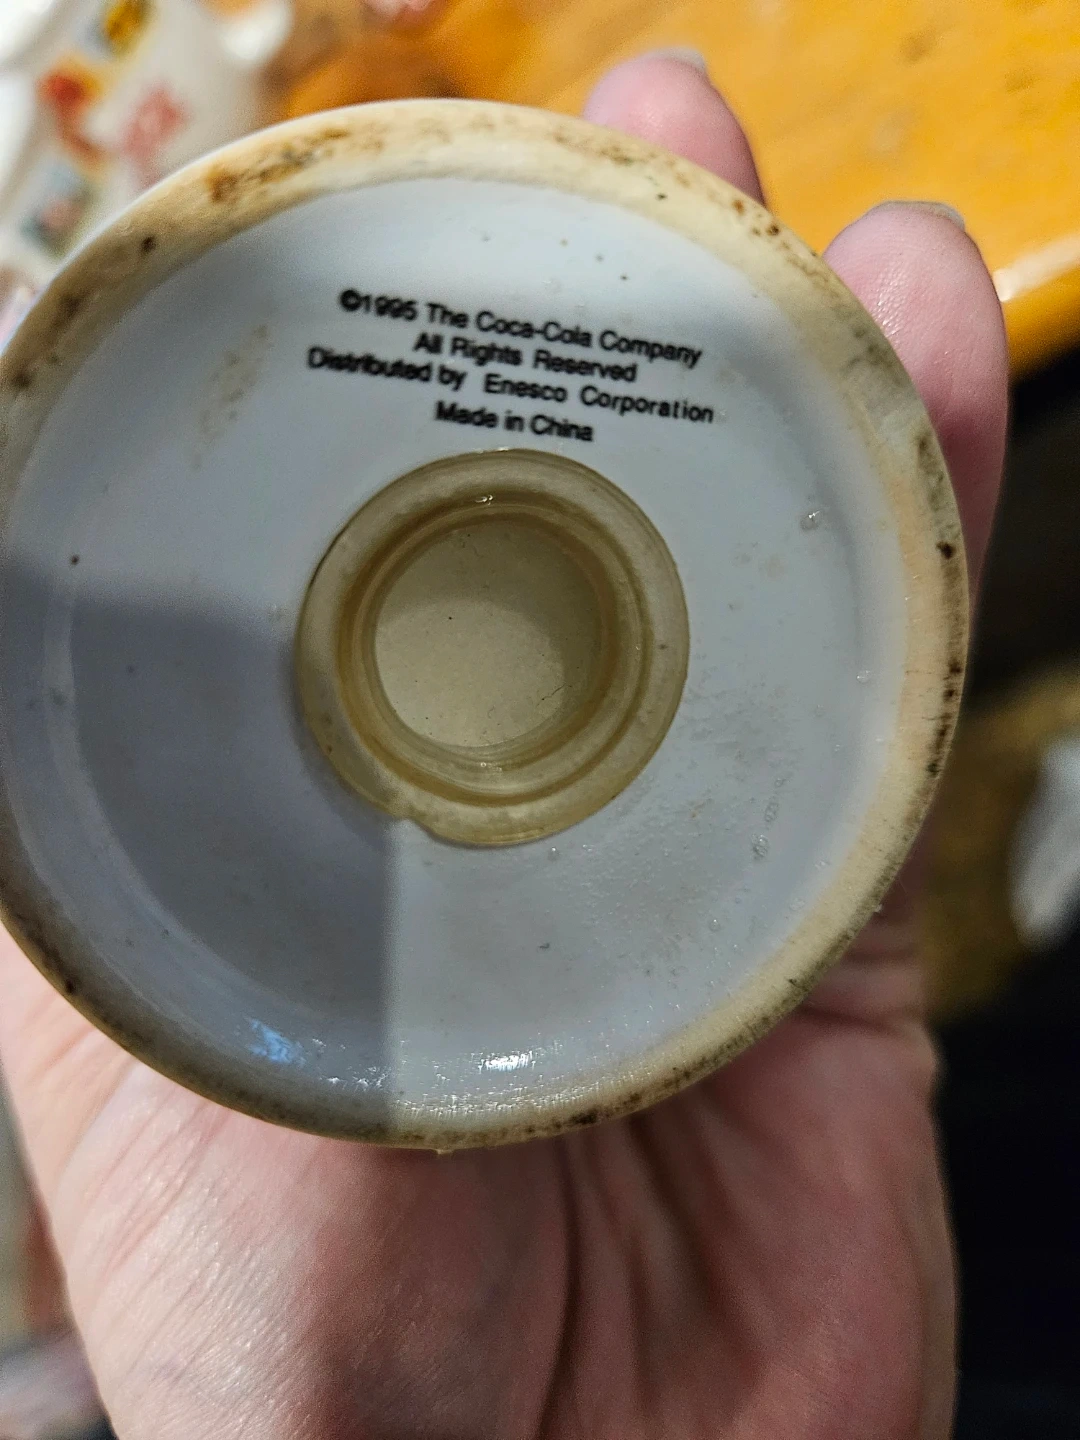 ©1995 The Coca-Cola Company
All Rights Reserved
Distributed by Enesco Corporation
Made in China